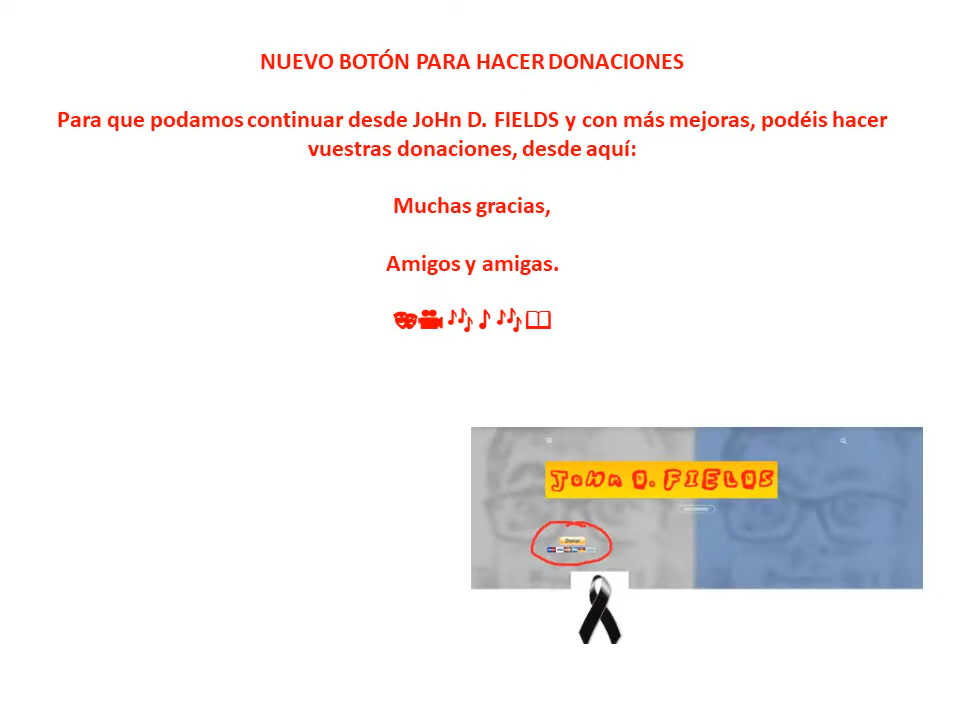 NUEVO BOTÓN PARA HACER DONACIONES
Para que podamos continuar desde JoHn D. FIELDS y con más mejoras, podéis hacer
vuestras donaciones, desde aquí:
Muchas gracias,
Amigos y amigas.
JoHn D. FIELDS
Donar